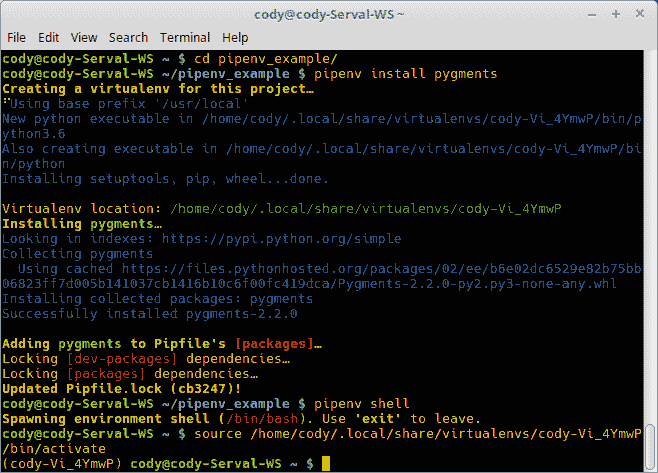 cody@cody-Serval-WS ~
File Edit View Search Terminal Help
cody@cody-Serval-WS ~ $ cd pipenv_example/
cody@cody-Serval-WS ~/pipenv_example $ pipenv install pygments
Creating a virtualenv for this project…
⠋Using base prefix '/usr/local'
New python executable in /home/cody/.local/share/virtualenvs/cody-Vi_4YmwP/bin/p
ython3.6
Also creating executable in /home/cody/.local/share/virtualenvs/cody-Vi_4YmwP/bi
n/python
Installing setuptools, pip, wheel...done.
Virtualenv location: /home/cody/.local/share/virtualenvs/cody-Vi_4YmwP
Installing pygments…
Looking in indexes: https://pypi.python.org/simple
Collecting pygments
  Using cached https://files.pythonhosted.org/packages/02/ee/b6e02dc6529e82b75bb
06823ff7d005b141037cb1416b10c6f00fc419dca/Pygments-2.2.0-py2.py3-none-any.whl
Installing collected packages: pygments
Successfully installed pygments-2.2.0
Adding pygments to Pipfile's [packages]…
Locking [dev-packages] dependencies…
Locking [packages] dependencies…
Updated Pipfile.lock (cb3247)!
cody@cody-Serval-WS ~/pipenv_example $ pipenv shell
Spawning environment shell (/bin/bash). Use 'exit' to leave.
cody@cody-Serval-WS ~ $ source /home/cody/.local/share/virtualenvs/cody-Vi_4YmwP
/bin/activate
(cody-Vi_4YmwP) cody@cody-Serval-WS ~ $